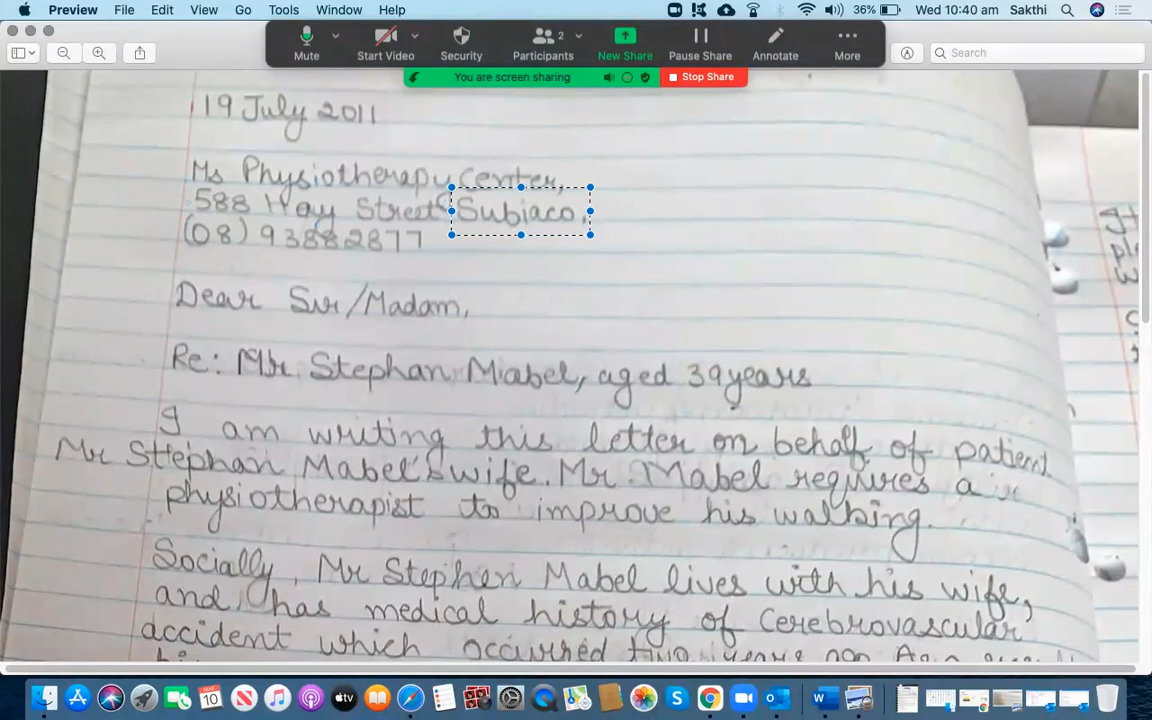 Preview File Edit View Go Tools Window Help 36% Wed 10:40 am Sakthi
Mute Start Video Security Participants 2 New Share Pause Share Annotate More Search
You are screen sharing Stop Share
19 July 2011
Ms Physiotherapy Center,
588 Hay Street Subiaco.
(08) 93882877
Dear Sir/Madam,
Re: Mr. Stephan Miabel, aged 39 years
I am writing this letter on behalf of patient
Mr Sttephan Mabel's wife. Mr. Mabel requires a
physiotherapist to improve his walking.
Socially, Mr Stephen Mabel lives with his wife,
and has medical history of Cerebrovascular
accident which occurred two years ago